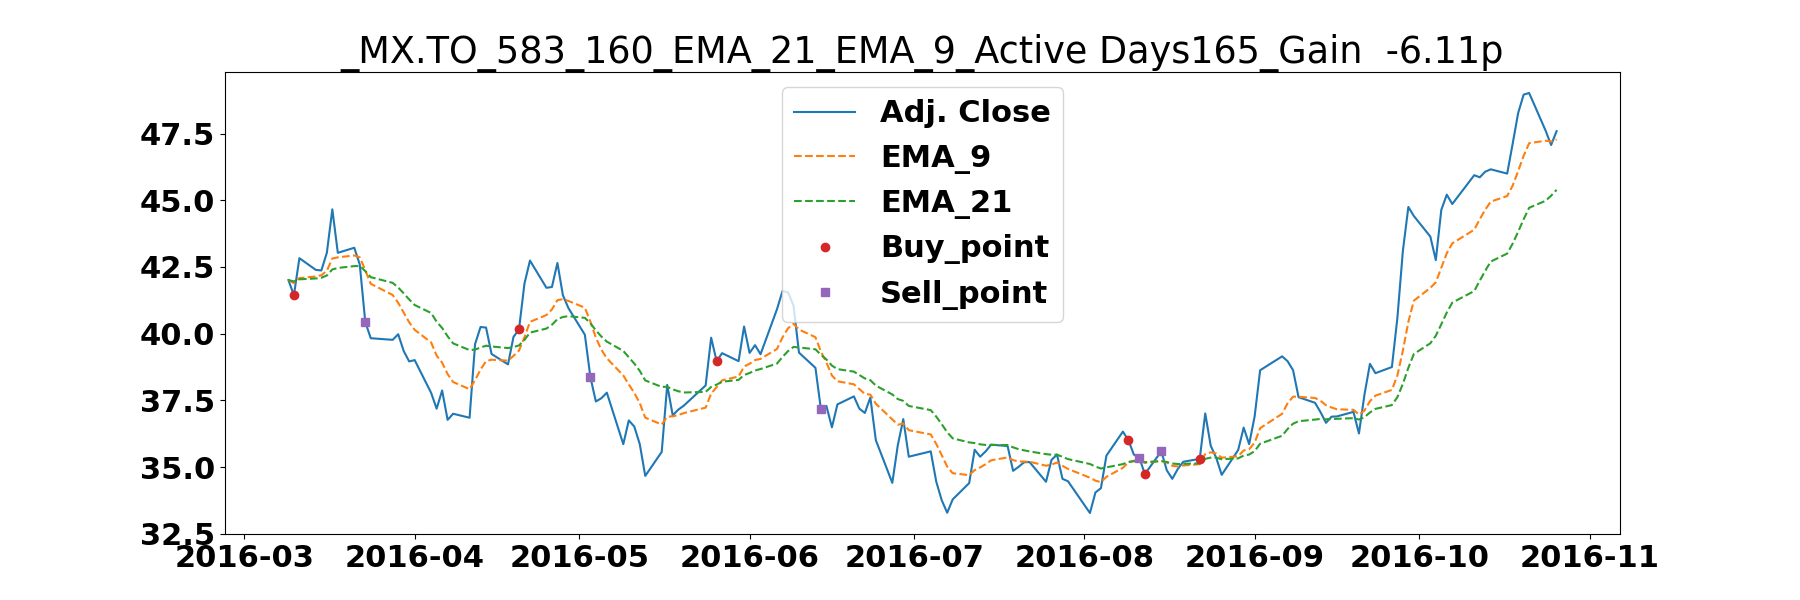 _MX.TO_583_160_EMA_21_EMA_9_Active Days165_Gain  -6.11p
Adj. Close
EMA_9
EMA_21
Buy_point
Sell_point
47.5
45.0
42.5
40.0
37.5
35.0
32.5
2016-03 2016-04 2016-05 2016-06 2016-07 2016-08 2016-09 2016-10 2016-11